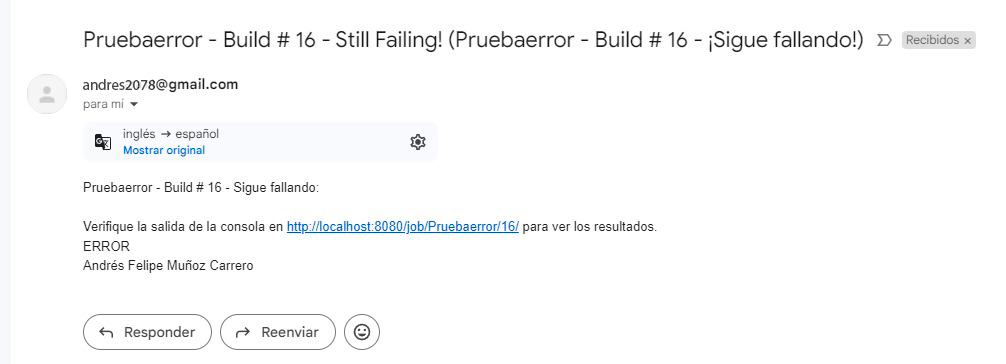 Pruebaerror - Build # 16 - Still Failing! (Pruebaerror - Build # 16 - ¡Sigue fallando!) Recibidos ×
andres2078@gmail.com
para mí
inglés → español
Mostrar original
Pruebaerror - Build # 16 - Sigue fallando:
Verifique la salida de la consola en http://localhost:8080/job/Pruebaerror/16/ para ver los resultados.
ERROR
Andrés Felipe Muñoz Carrero
Responder Reenviar